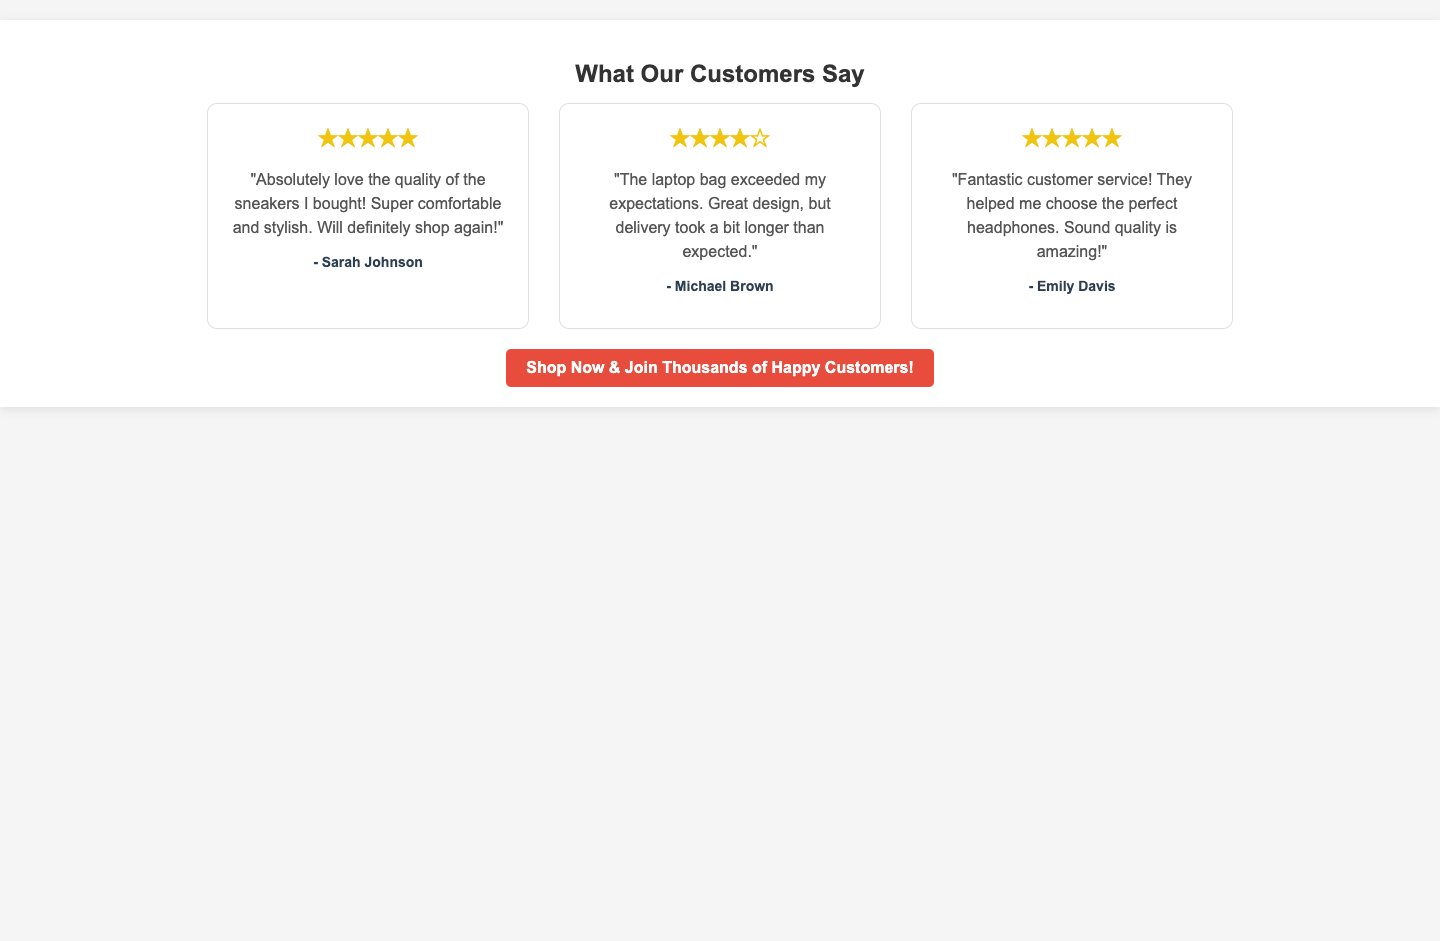 What Our Customers Say
★★★★★
"Absolutely love the quality of the
sneakers I bought! Super comfortable
and stylish. Will definitely shop again!"
- Sarah Johnson
★★★★☆
"The laptop bag exceeded my
expectations. Great design, but
delivery took a bit longer than
expected."
- Michael Brown
★★★★★
"Fantastic customer service! They
helped me choose the perfect
headphones. Sound quality is
amazing!"
- Emily Davis
Shop Now & Join Thousands of Happy Customers!